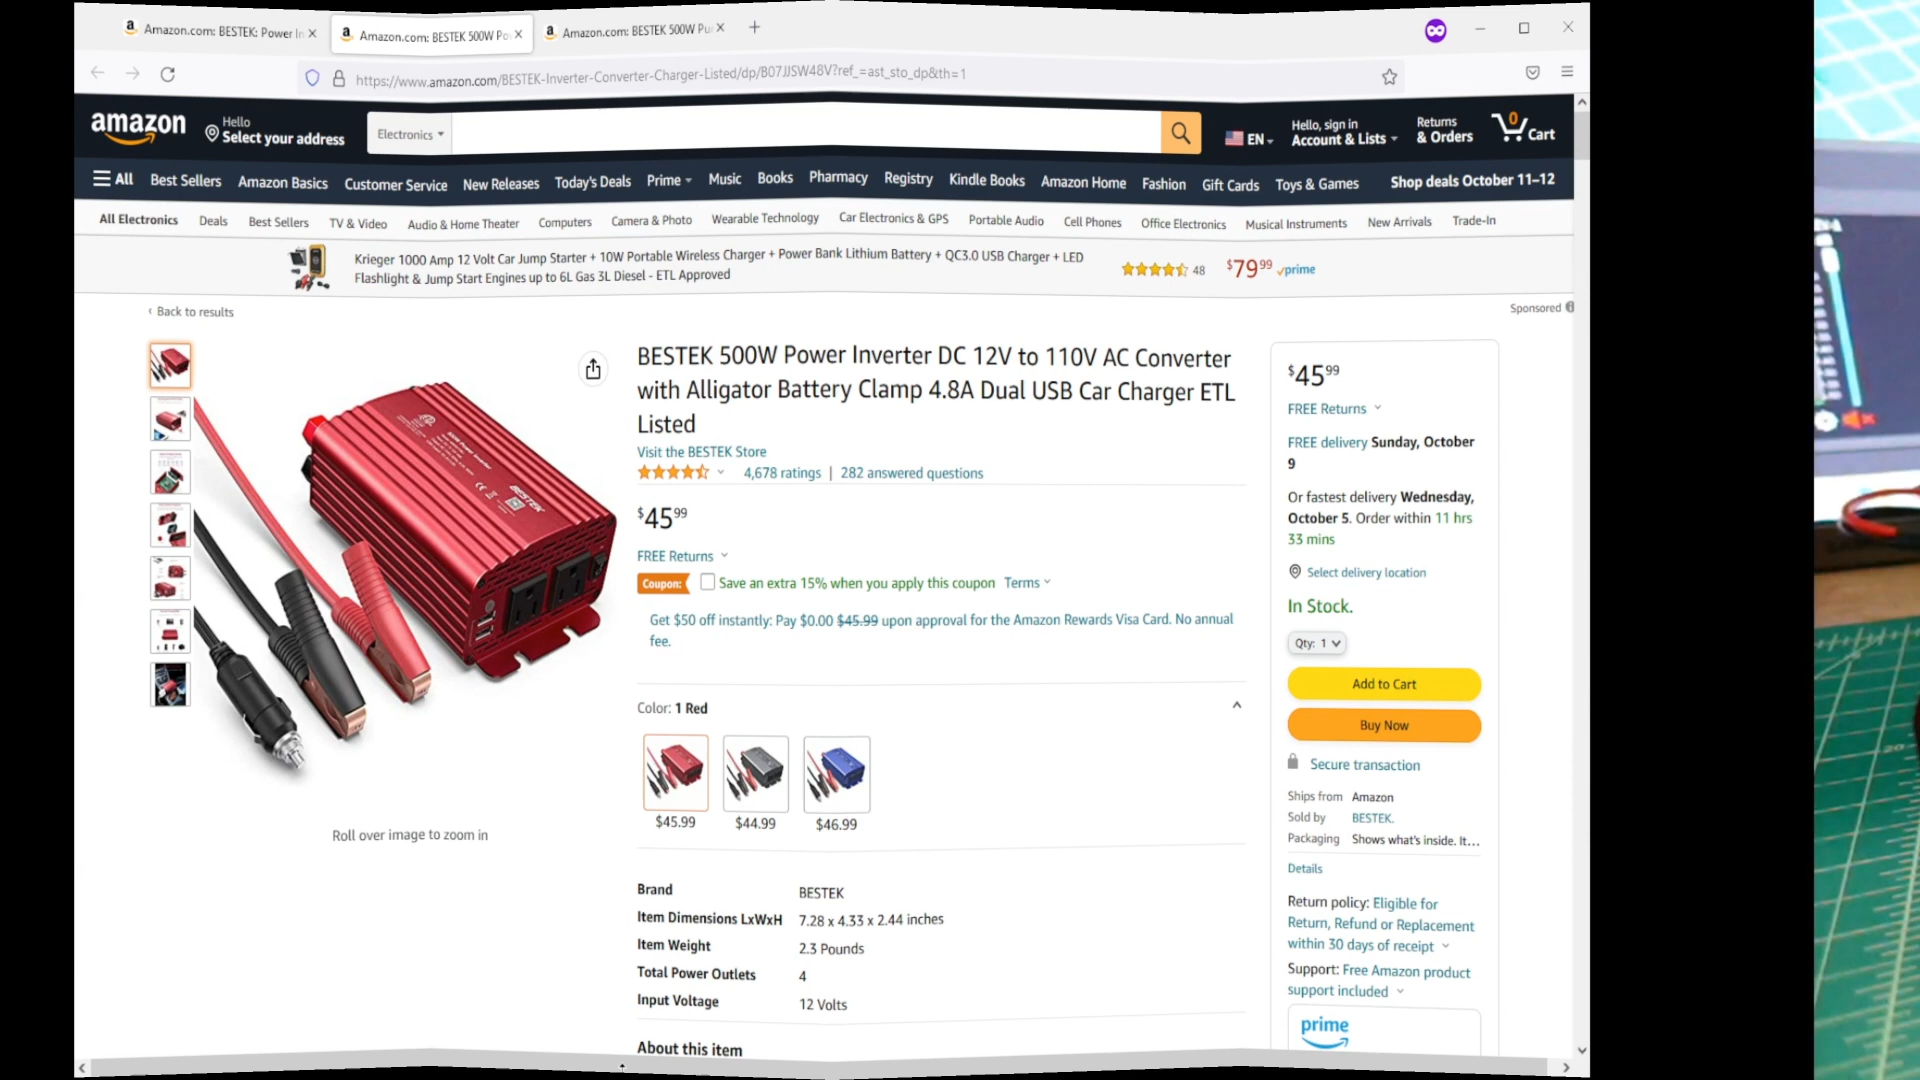 Amazon.com: BESTEK: Power In
Amazon.com: BESTEK 500W Po
Amazon.com: BESTEK 500W Pu
https://www.amazon.com/BESTEK-Inverter-Converter-Charger-Listed/dp/B07JJSW48V?ref_=ast_sto_dp&th=1
amazon
Hello
Select your address
Electronics
EN
Hello, sign in
Account & Lists
Returns
& Orders
0
Cart
All
Best Sellers
Amazon Basics
Customer Service
New Releases
Today's Deals
Prime
Music
Books
Pharmacy
Registry
Kindle Books
Amazon Home
Fashion
Gift Cards
Toys & Games
Shop deals October 11–12
All Electronics
Deals
Best Sellers
TV & Video
Audio & Home Theater
Computers
Camera & Photo
Wearable Technology
Car Electronics & GPS
Portable Audio
Cell Phones
Office Electronics
Musical Instruments
New Arrivals
Trade-In
Krieger 1000 Amp 12 Volt Car Jump Starter + 10W Portable Wireless Charger + Power Bank Lithium Battery + QC3.0 USB Charger + LED
Flashlight & Jump Start Engines up to 6L Gas 3L Diesel - ETL Approved
48
$79 99
prime
‹ Back to results
Sponsored
BESTEK 500W Power Inverter DC 12V to 110V AC Converter
with Alligator Battery Clamp 4.8A Dual USB Car Charger ETL
Listed
Visit the BESTEK Store
4,678 ratings | 282 answered questions
$45 99
FREE Returns
Coupon: Save an extra 15% when you apply this coupon Terms
Get $50 off instantly: Pay $0.00 $45.99 upon approval for the Amazon Rewards Visa Card. No annual
fee.
Color: 1 Red
$45.99
$44.99
$46.99
BESTEK
Roll over image to zoom in
Brand BESTEK
Item Dimensions LxWxH 7.28 x 4.33 x 2.44 inches
Item Weight 2.3 Pounds
Total Power Outlets 4
Input Voltage 12 Volts
About this item
$45 99
FREE Returns
FREE delivery Sunday, October
9
Or fastest delivery Wednesday,
October 5. Order within 11 hrs
33 mins
Select delivery location
In Stock.
Qty: 1
Add to Cart
Buy Now
Secure transaction
Ships from Amazon
Sold by BESTEK.
Packaging Shows what's inside. It...
Details
Return policy: Eligible for
Return, Refund or Replacement
within 30 days of receipt
Support: Free Amazon product
support included
prime